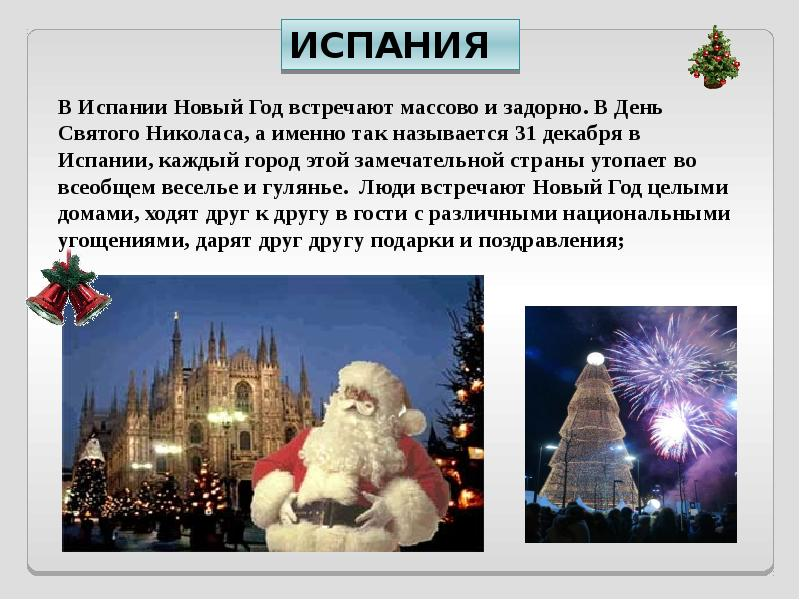 ИСПАНИЯ
В Испании Новый Год встречают массово и задорно. В День
Святого Николаса, а именно так называется 31 декабря в
Испании, каждый город этой замечательной страны утопает во
всеобщем веселье и гулянье. Люди встречают Новый Год целыми
домами, ходят друг к другу в гости с различными национальными
угощениями, дарят друг другу подарки и поздравления;